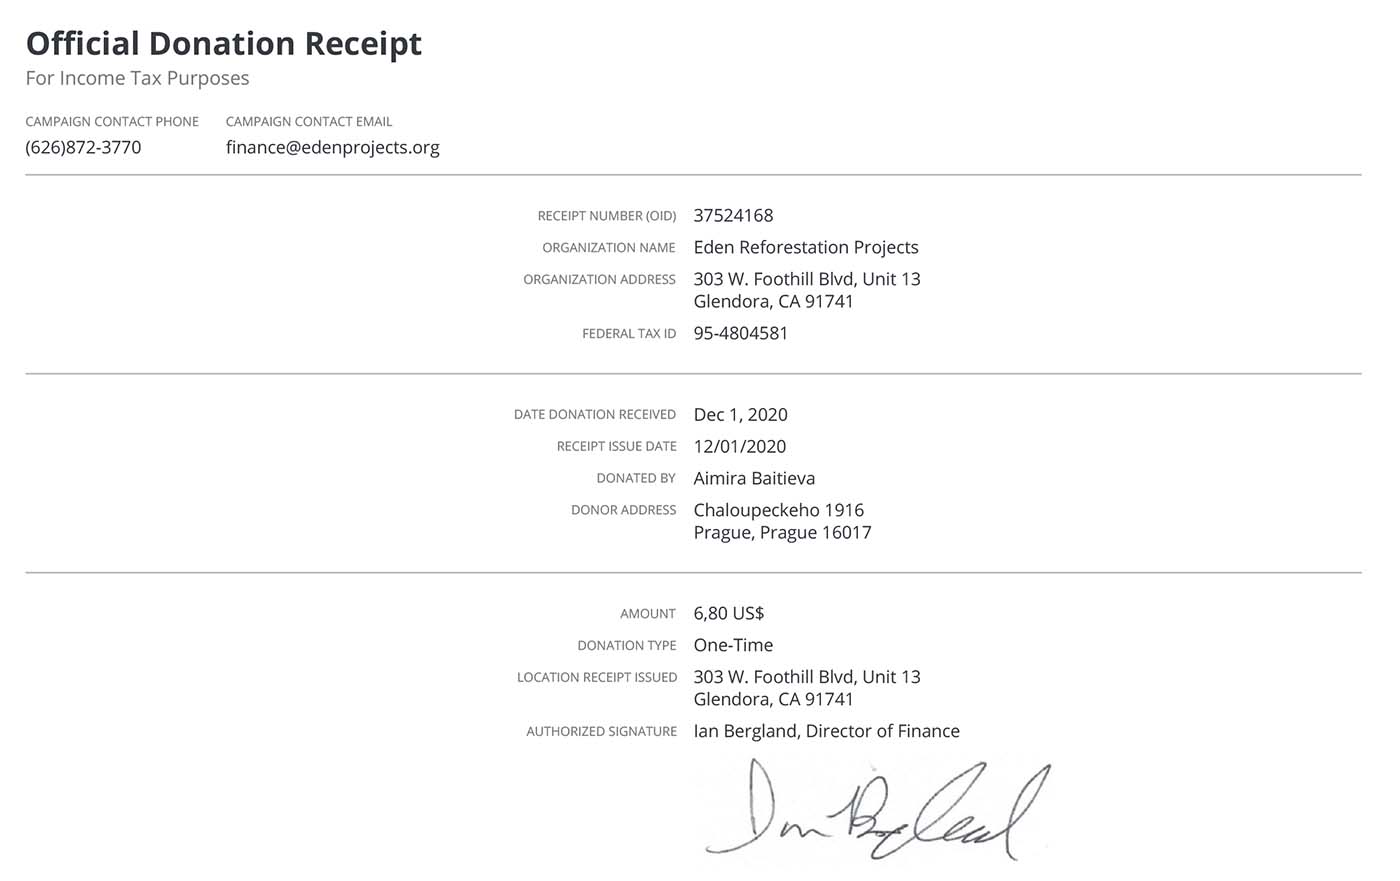 Official Donation Receipt
For Income Tax Purposes
CAMPAIGN CONTACT PHONE CAMPAIGN CONTACT EMAIL
(626)872-3770 finance@edenprojects.org
RECEIPT NUMBER (OID) 37524168
ORGANIZATION NAME Eden Reforestation Projects
ORGANIZATION ADDRESS 303 W. Foothill Blvd, Unit 13
Glendora, CA 91741
FEDERAL TAX ID 95-4804581
DATE DONATION RECEIVED Dec 1, 2020
RECEIPT ISSUE DATE 12/01/2020
DONATED BY Aimira Baitieva
DONOR ADDRESS Chaloupeckeho 1916
Prague, Prague 16017
AMOUNT 6,80 US$
DONATION TYPE One-Time
LOCATION RECEIPT ISSUED 303 W. Foothill Blvd, Unit 13
Glendora, CA 91741
AUTHORIZED SIGNATURE Ian Bergland, Director of Finance